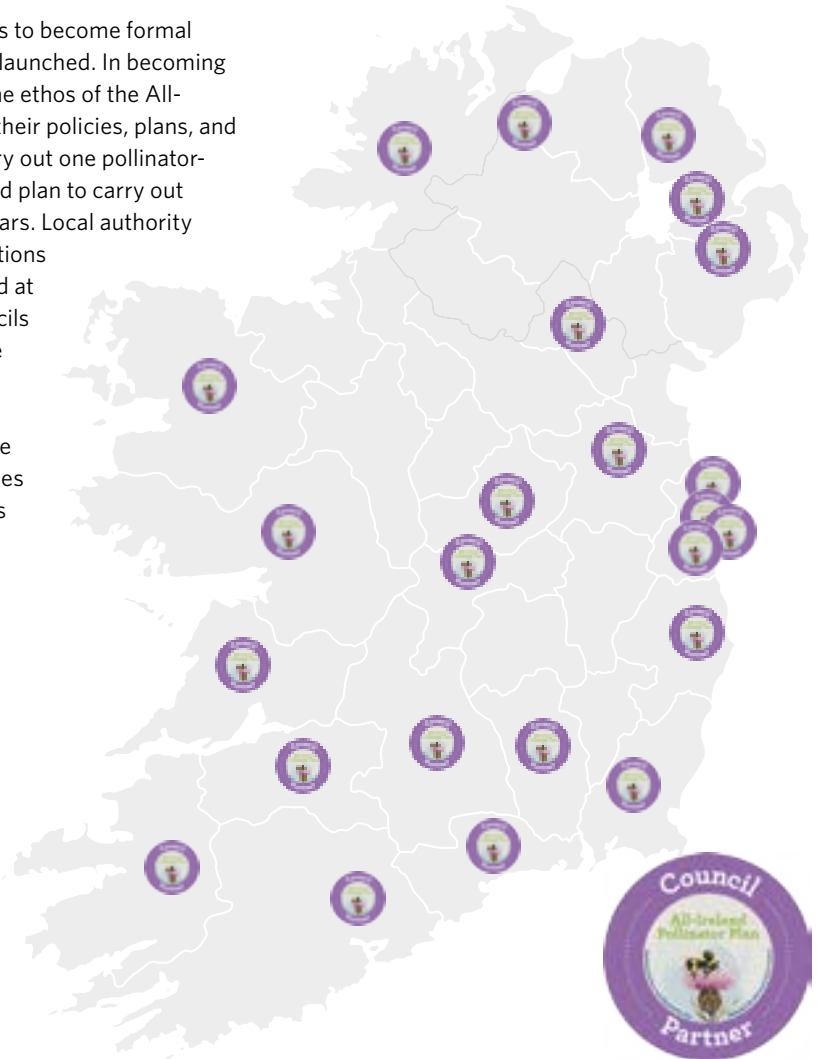 s to become formal
launched. In becoming
e ethos of the All-
their policies, plans, and
ry out one pollinator-
d plan to carry out
ars. Local authority
tions
d at
cils
e
e
es
s
Council
All-Ireland
Pollinator Plan
Partner